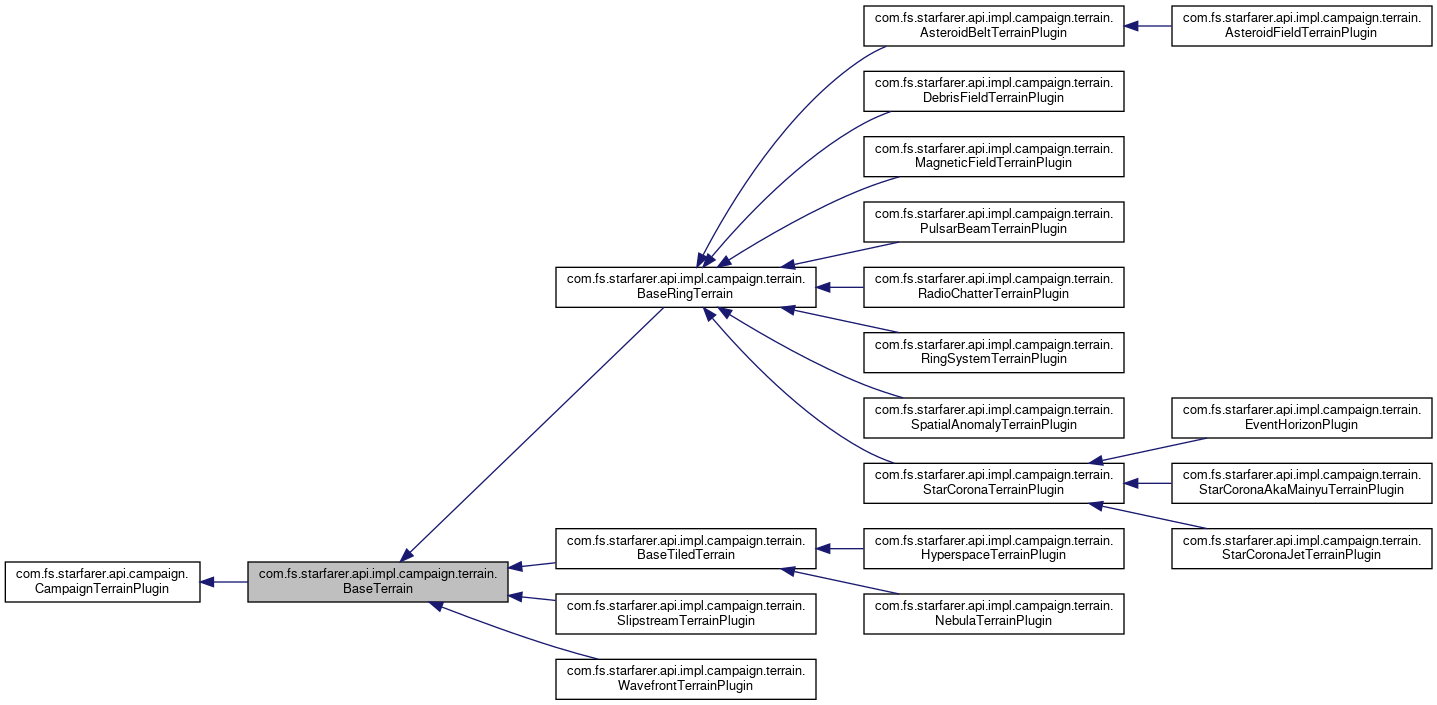 com.fs.starfarer.api.impl.campaign.terrain.
AsteroidBeltTerrainPlugin
com.fs.starfarer.api.impl.campaign.terrain.
AsteroidFieldTerrainPlugin
com.fs.starfarer.api.impl.campaign.terrain.
DebrisFieldTerrainPlugin
com.fs.starfarer.api.impl.campaign.terrain.
MagneticFieldTerrainPlugin
com.fs.starfarer.api.impl.campaign.terrain.
PulsarBeamTerrainPlugin
com.fs.starfarer.api.impl.campaign.terrain.
BaseRingTerrain
com.fs.starfarer.api.impl.campaign.terrain.
RadioChatterTerrainPlugin
com.fs.starfarer.api.impl.campaign.terrain.
RingSystemTerrainPlugin
com.fs.starfarer.api.impl.campaign.terrain.
SpatialAnomalyTerrainPlugin
com.fs.starfarer.api.impl.campaign.terrain.
EventHorizonPlugin
com.fs.starfarer.api.impl.campaign.terrain.
StarCoronaTerrainPlugin
com.fs.starfarer.api.impl.campaign.terrain.
StarCoronaAkaMainyuTerrainPlugin
com.fs.starfarer.api.impl.campaign.terrain.
BaseTiledTerrain
com.fs.starfarer.api.impl.campaign.terrain.
HyperspaceTerrainPlugin
com.fs.starfarer.api.impl.campaign.terrain.
StarCoronaJetTerrainPlugin
com.fs.starfarer.api.campaign.
CampaignTerrainPlugin
com.fs.starfarer.api.impl.campaign.terrain.
BaseTerrain
com.fs.starfarer.api.impl.campaign.terrain.
SlipstreamTerrainPlugin
com.fs.starfarer.api.impl.campaign.terrain.
NebulaTerrainPlugin
com.fs.starfarer.api.impl.campaign.terrain.
WavefrontTerrainPlugin